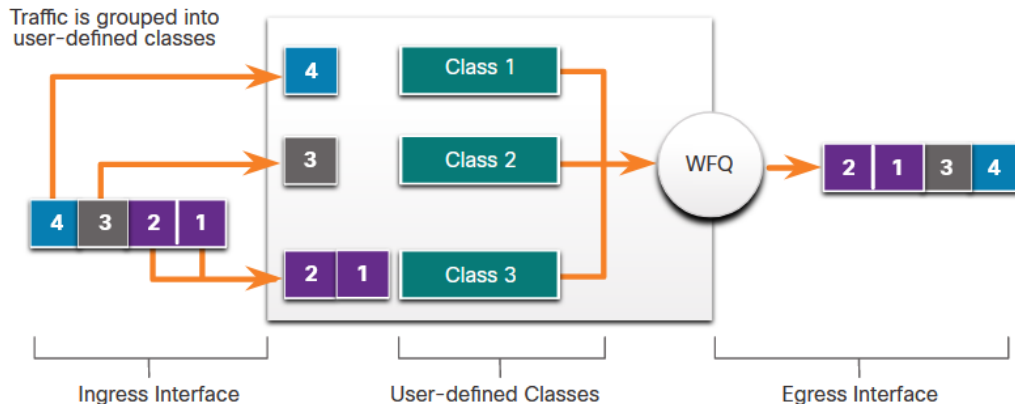 Traffic is grouped into
user-defined classes
4
Class 1
3
Class 2
WFQ
2 1 3 4
4 3 2 1
2 1
Class 3
Ingress Interface
User-defined Classes
Egress Interface